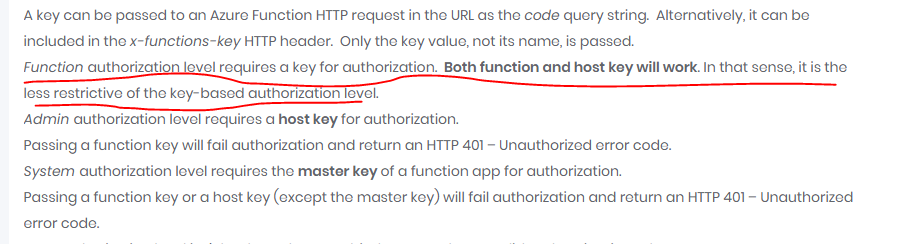 A key can be passed to an Azure Function HTTP request in the URL as the code query string. Alternatively, it can be
included in the x-functions-key HTTP header. Only the key value, not its name, is passed.
Function authorization level requires a key for authorization. Both function and host key will work. In that sense, it is the
less restrictive of the key-based authorization level.
Admin authorization level requires a host key for authorization.
Passing a function key will fail authorization and return an HTTP 401 – Unauthorized error code.
System authorization level requires the master key of a function app for authorization.
Passing a function key or a host key (except the master key) will fail authorization and return an HTTP 401 – Unauthorized
error code.